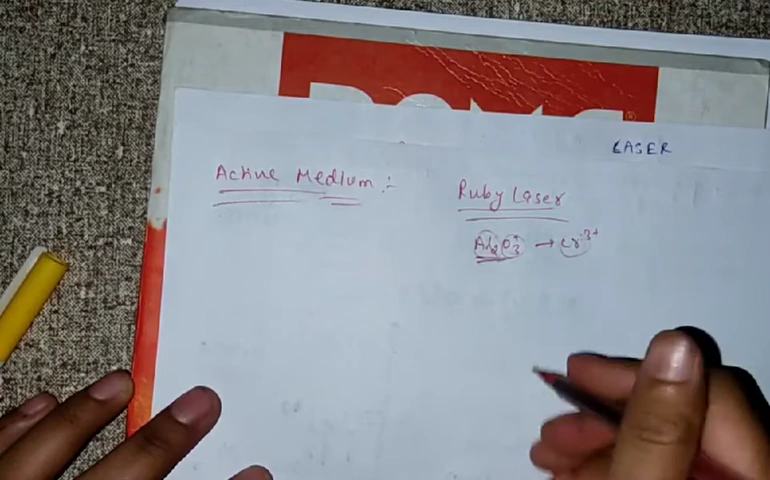 LASER
Active Medium :-
Ruby Laser
Al2O3 → Cr3+